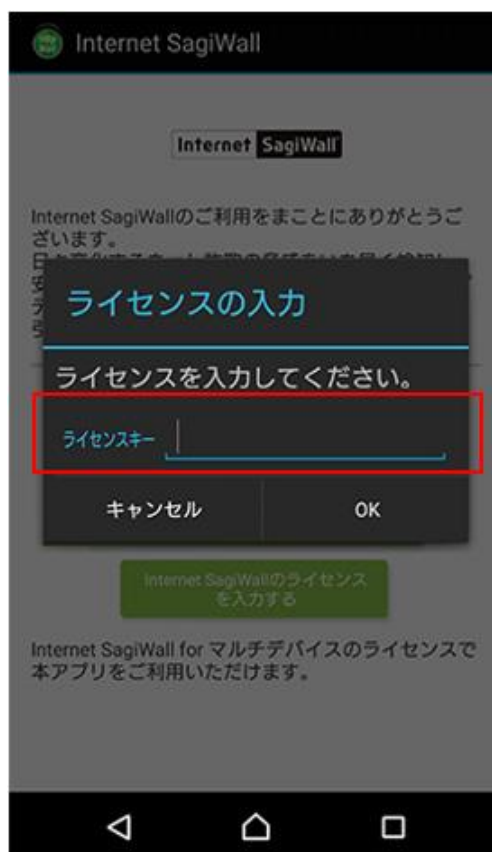 Internet SagiWall
Internet SagiWall
Internet SagiWallのご利用をまことにありがとうご
ざいます。
ライセンスの入力
ライセンスを入力してください。
ライセンスキー
キャンセル
OK
Internet SagiWallのライセンス
を入力する
Internet SagiWall for マルチデバイスのライセンスで
本アプリをご利用いただけます。